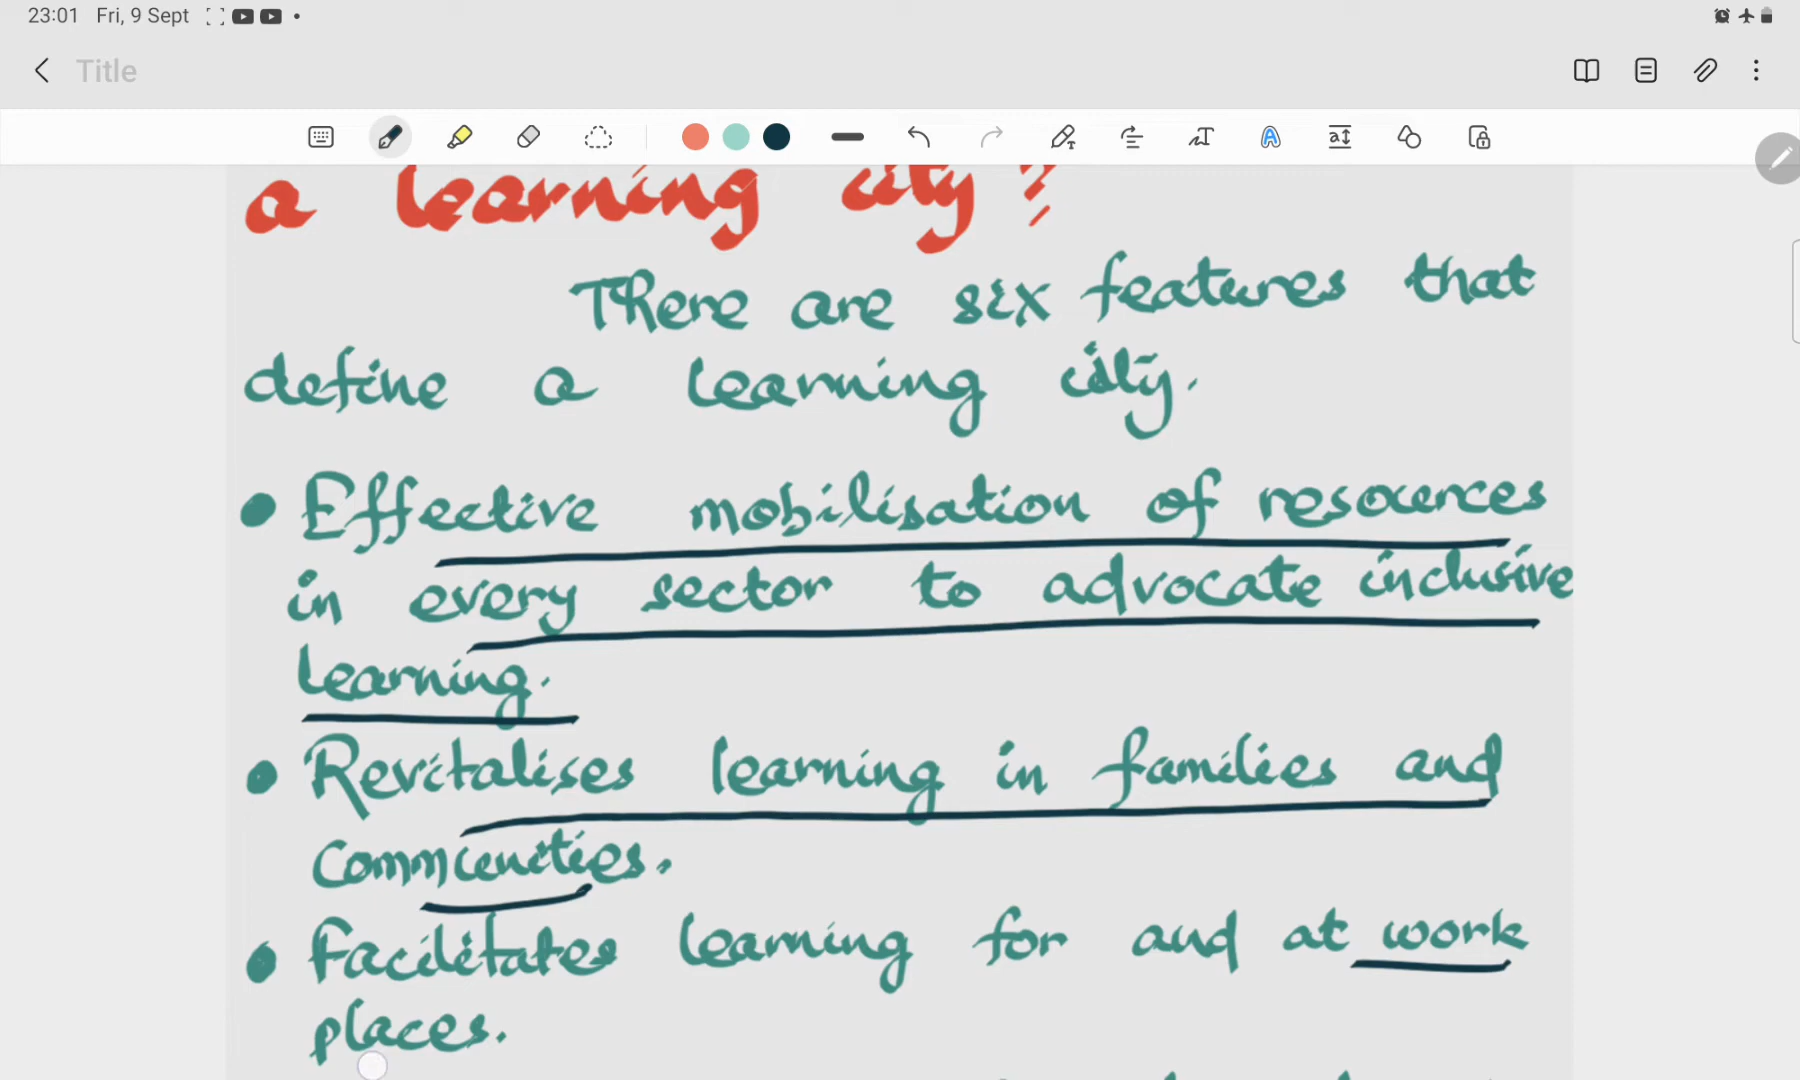 23:01 Fri, 9 Sept
Title
a learning city?
There are six features that
define a learning city.
• Effective mobilisation of resources
in every sector to advocate inclusive
learning.
• Revitalises learning in families and
Communities.
• Facilitates learning for and at work
places.